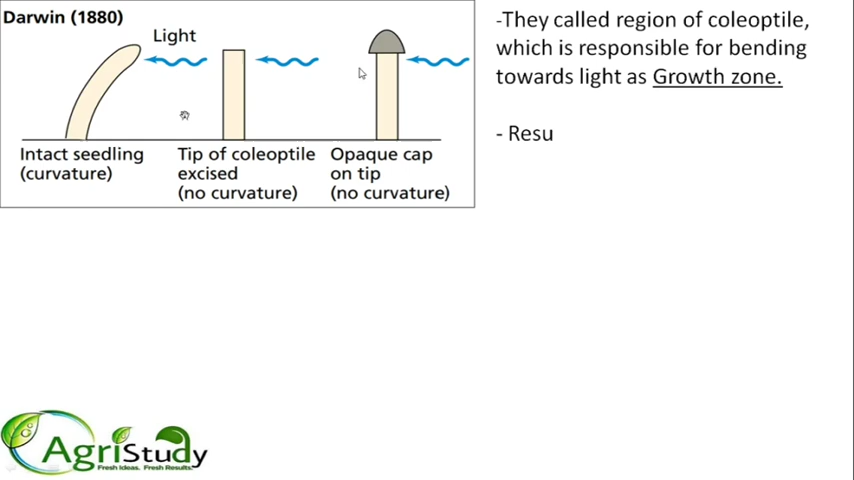 Darwin (1880)
Light
Intact seedling
(curvature)
Tip of coleoptile
excised
(no curvature)
Opaque cap
on tip
(no curvature)
-They called region of coleoptile,
which is responsible for bending
towards light as Growth zone.
- Resu
AgriStudy
Fresh Ideas. Fresh Results.